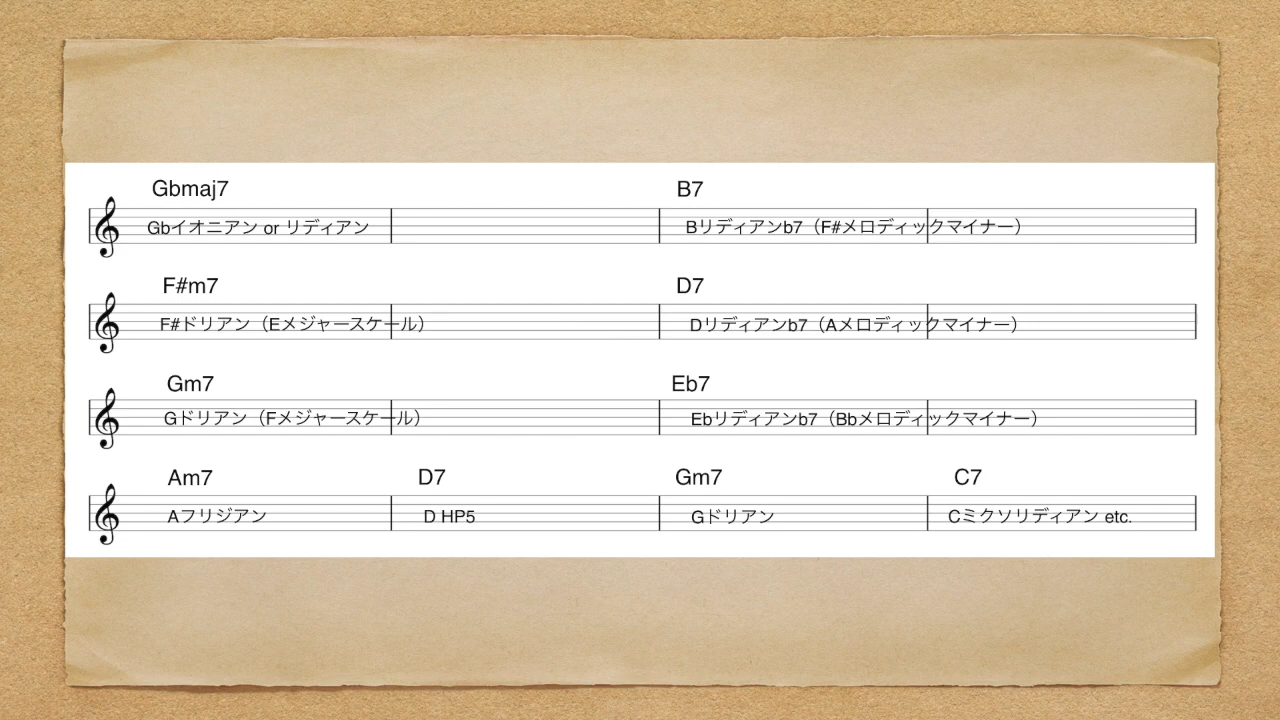 Gbmaj7 B7
Gbイオニアン or リディアン Bリディアンb7（F#メロディックマイナー）
F#m7 D7
F#ドリアン（Eメジャースケール） Dリディアンb7（Aメロディックマイナー）
Gm7 Eb7
Gドリアン（Fメジャースケール） Ebリディアンb7（Bbメロディックマイナー）
Am7 D7 Gm7 C7
Aフリジアン D HP5 Gドリアン Cミクソリディアン etc.